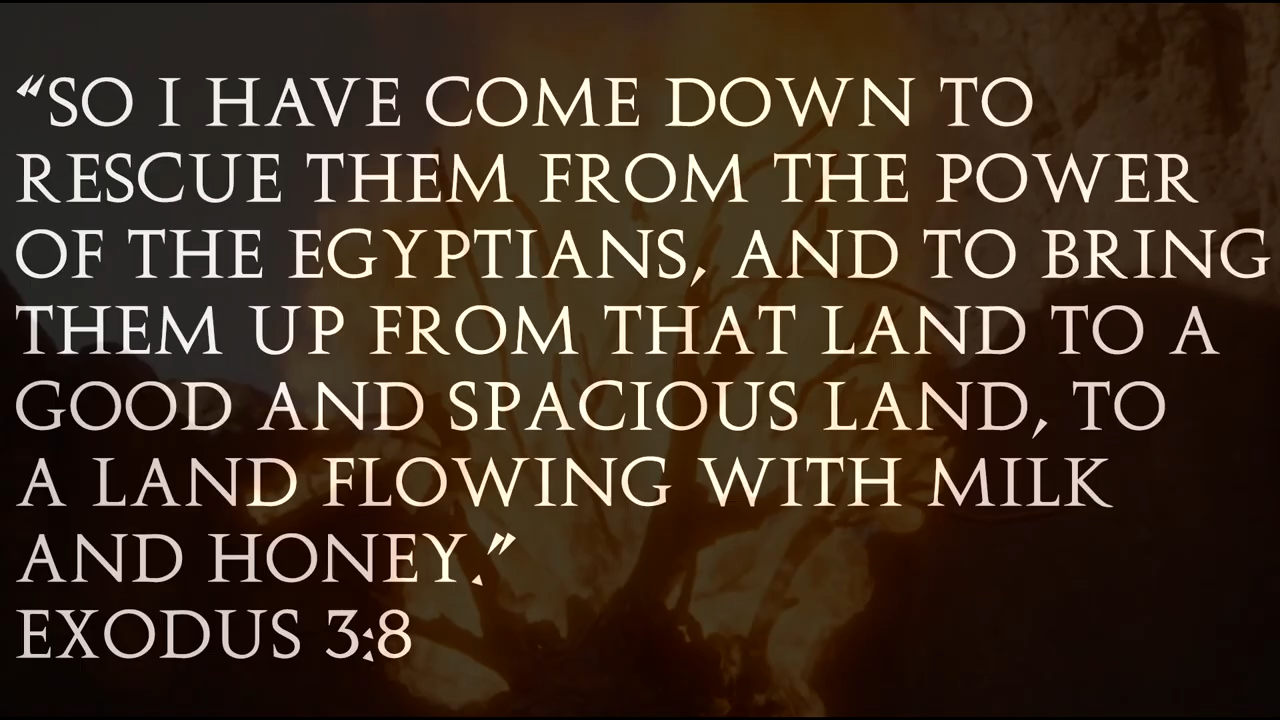 “SO I HAVE COME DOWN TO
RESCUE THEM FROM THE POWER
OF THE EGYPTIANS, AND TO BRING
THEM UP FROM THAT LAND TO A
GOOD AND SPACIOUS LAND, TO
A LAND FLOWING WITH MILK
AND HONEY.”
EXODUS 3:8